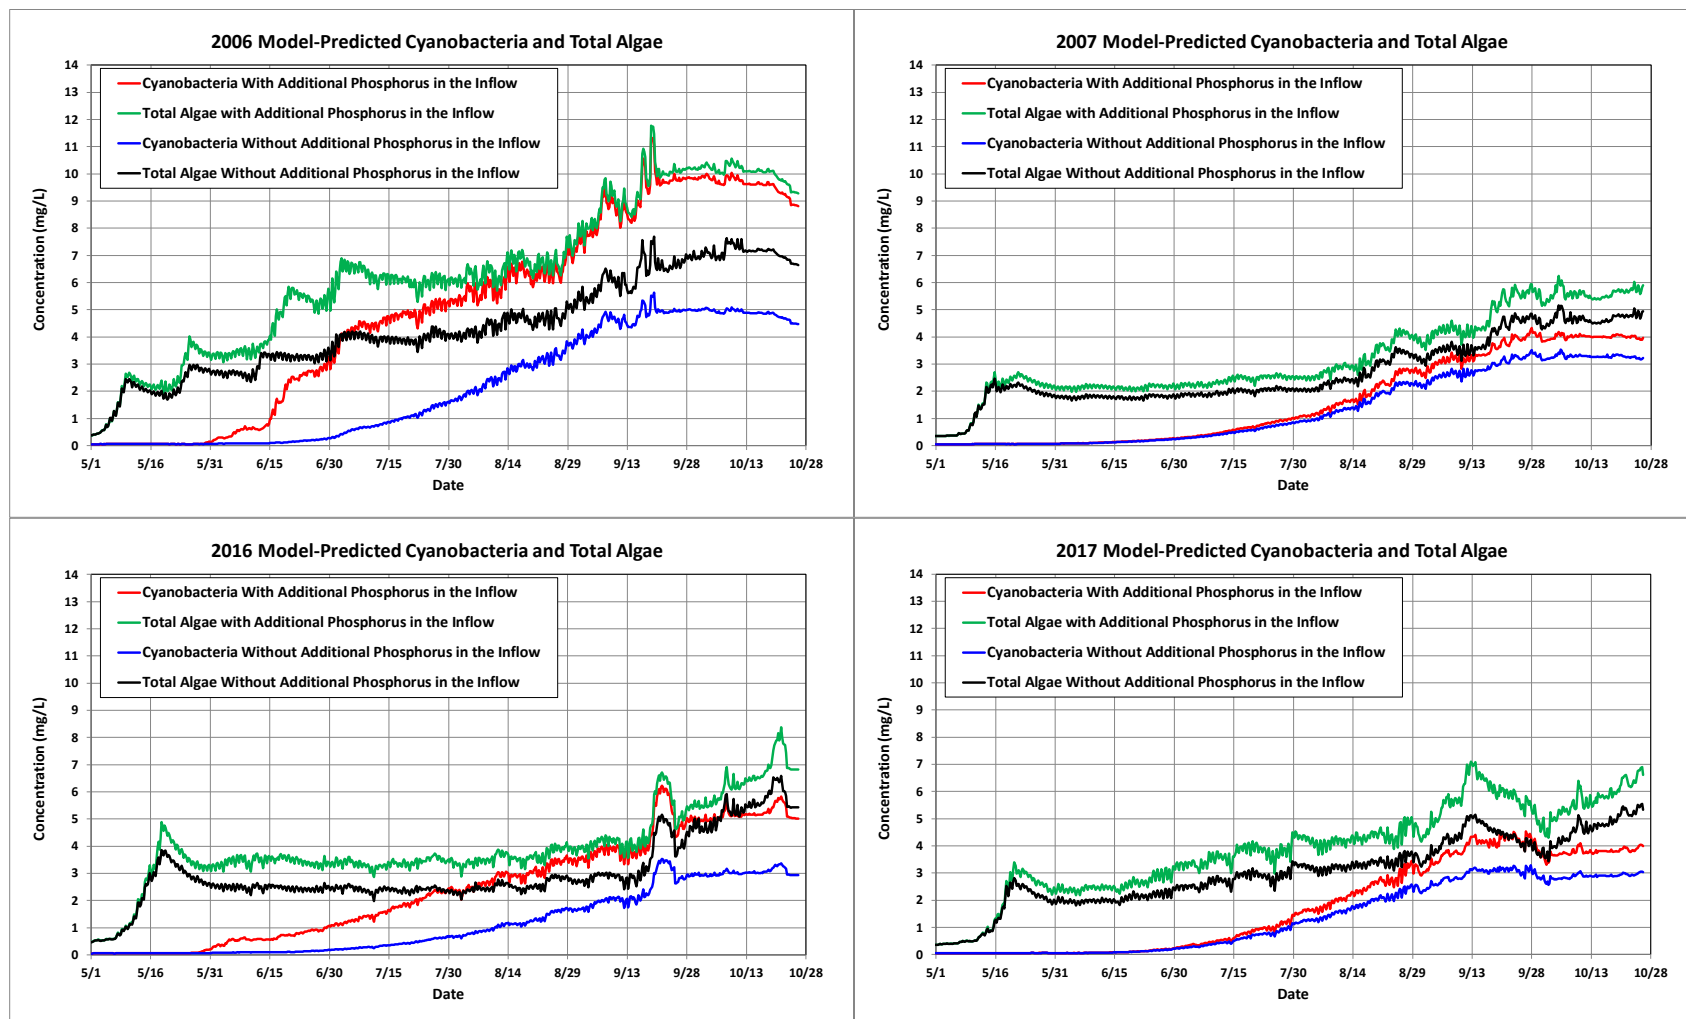 2006 Model-Predicted Cyanobacteria and Total Algae
Cyanobacteria With Additional Phosphorus in the Inflow
Total Algae with Additional Phosphorus in the Inflow
Cyanobacteria Without Additional Phosphorus in the Inflow
Total Algae Without Additional Phosphorus in the Inflow
Concentration (mg/L)
14
13
12
11
10
9
8
7
6
5
4
3
2
1
0
5/1 5/16 5/31 6/15 6/30 7/15 7/30 8/14 8/29 9/13 9/28 10/13 10/28
Date
2007 Model-Predicted Cyanobacteria and Total Algae
Cyanobacteria With Additional Phosphorus in the Inflow
Total Algae with Additional Phosphorus in the Inflow
Cyanobacteria Without Additional Phosphorus in the Inflow
Total Algae Without Additional Phosphorus in the Inflow
Concentration (mg/L)
14
13
12
11
10
9
8
7
6
5
4
3
2
1
0
5/1 5/16 5/31 6/15 6/30 7/15 7/30 8/14 8/29 9/13 9/28 10/13 10/28
Date
2016 Model-Predicted Cyanobacteria and Total Algae
Cyanobacteria With Additional Phosphorus in the Inflow
Total Algae with Additional Phosphorus in the Inflow
Cyanobacteria Without Additional Phosphorus in the Inflow
Total Algae Without Additional Phosphorus in the Inflow
Concentration (mg/L)
14
13
12
11
10
9
8
7
6
5
4
3
2
1
0
5/1 5/16 5/31 6/15 6/30 7/15 7/30 8/14 8/29 9/13 9/28 10/13 10/28
Date
2017 Model-Predicted Cyanobacteria and Total Algae
Cyanobacteria With Additional Phosphorus in the Inflow
Total Algae with Additional Phosphorus in the Inflow
Cyanobacteria Without Additional Phosphorus in the Inflow
Total Algae Without Additional Phosphorus in the Inflow
Concentration (mg/L)
14
13
12
11
10
9
8
7
6
5
4
3
2
1
0
5/1 5/16 5/31 6/15 6/30 7/15 7/30 8/14 8/29 9/13 9/28 10/13 10/28
Date